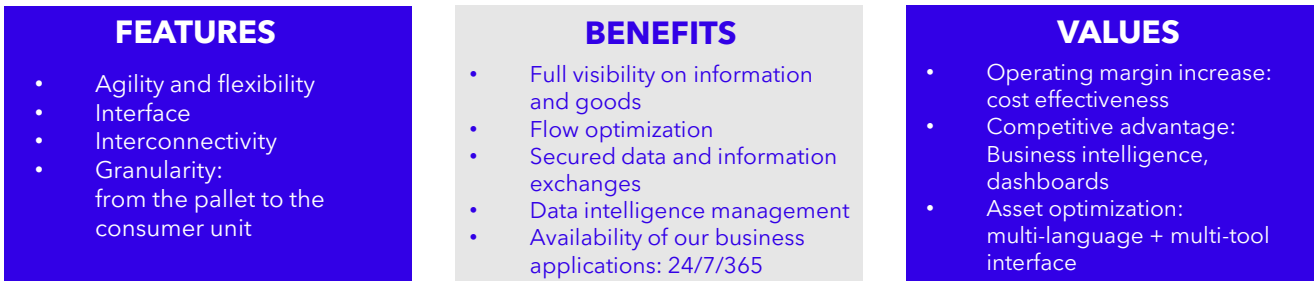 FEATURES
• Agility and flexibility
• Interface
• Interconnectivity
• Granularity:
from the pallet to the
consumer unit
BENEFITS
• Full visibility on information
and goods
• Flow optimization
• Secured data and information
exchanges
• Data intelligence management
• Availability of our business
applications: 24/7/365
VALUES
• Operating margin increase:
cost effectiveness
• Competitive advantage:
Business intelligence,
dashboards
• Asset optimization:
multi-language + multi-tool
interface